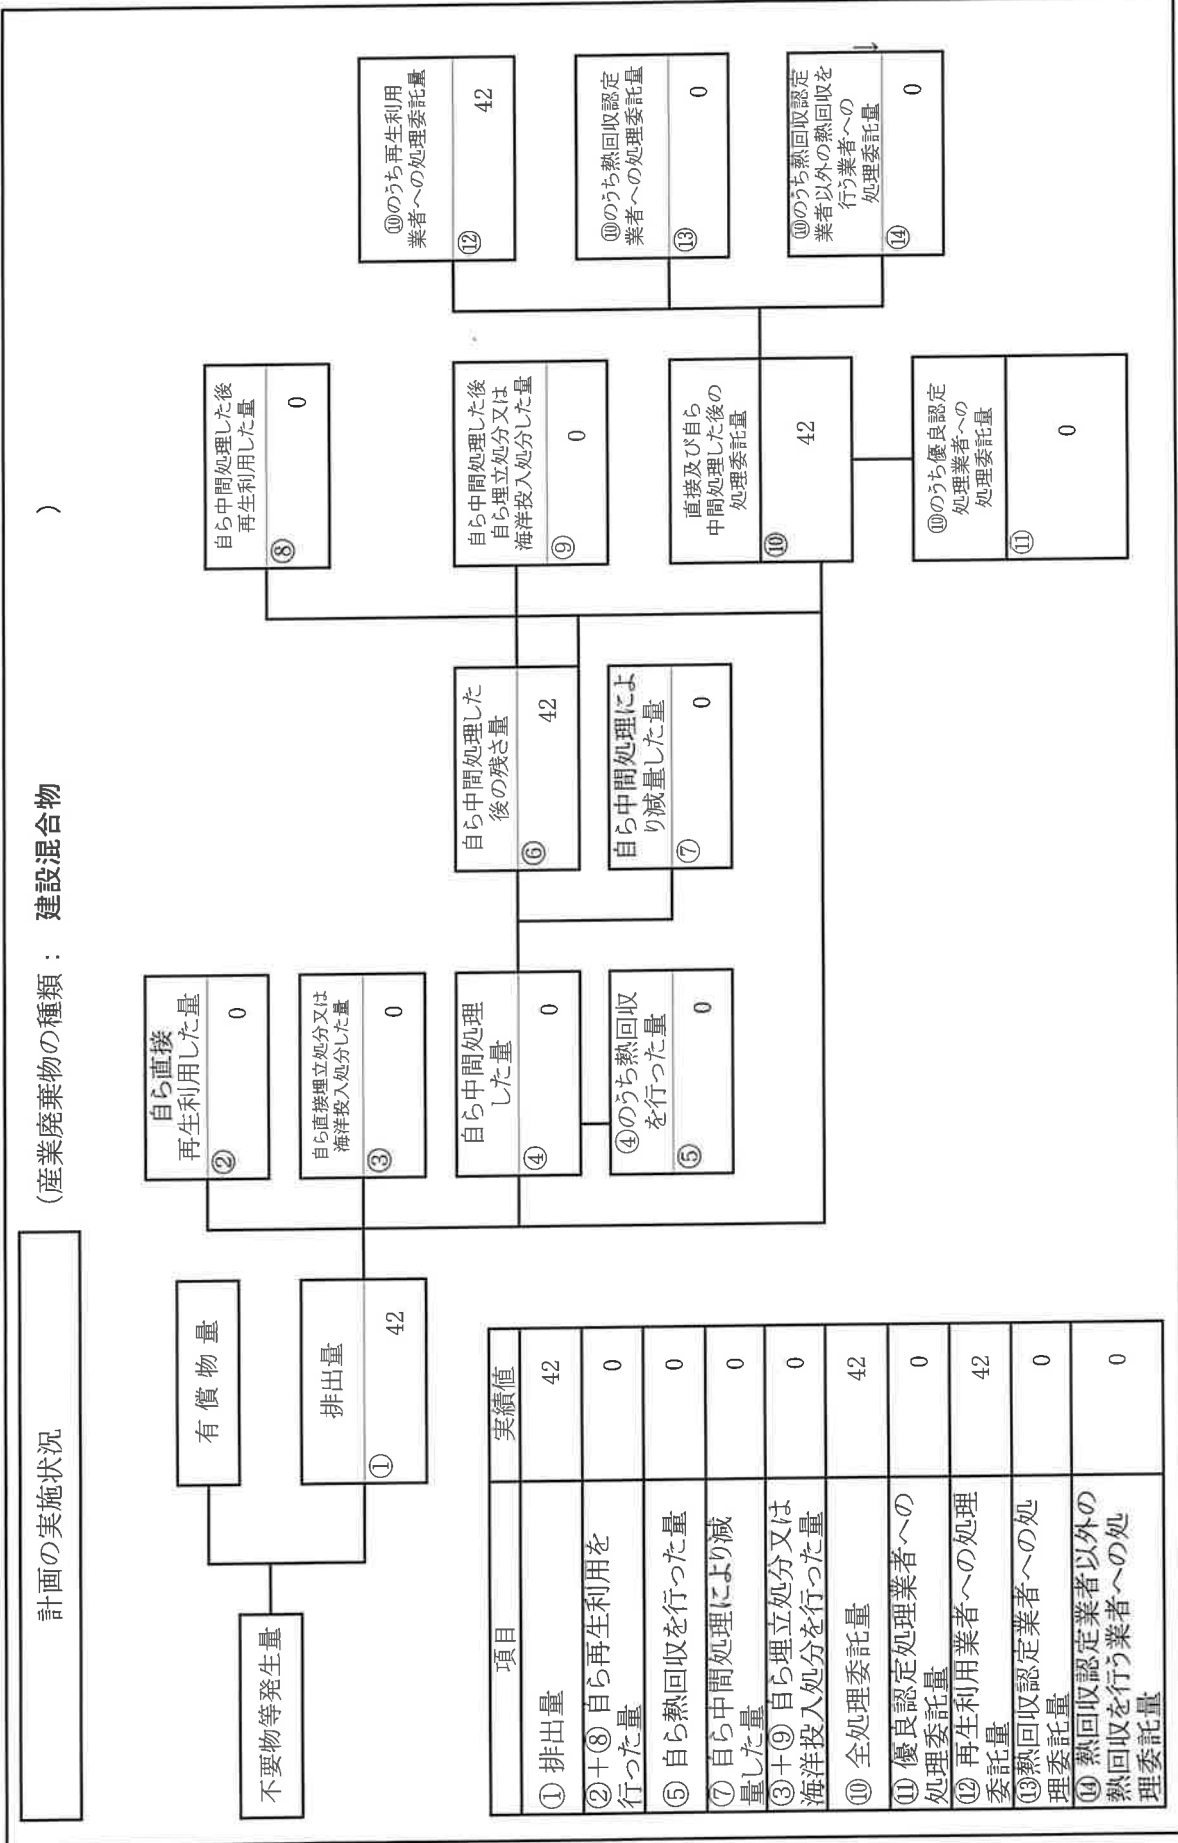 計画の実施状況
（産業廃棄物の種類： 建設混合物 ）
不要物等発生量
有償物量
排出量
① 42
自ら直接
再生利用した量
② 0
自ら直接埋立処分又は
海洋投入処分した量
③ 0
自ら中間処理
した量
④ 0
④のうち熱回収
を行った量
⑤ 0
自ら中間処理した
後の残さ量
⑥ 42
自ら中間処理によ
り減量した量
⑦ 0
自ら中間処理した後
再生利用した量
⑧ 0
自ら中間処理した後
自ら埋立処分又は
海洋投入処分した量
⑨ 0
直接及び自ら
中間処理した後の
処理委託量
⑩ 42
⑩のうち優良認定
処理業者への
処理委託量
⑪ 0
⑩のうち再生利用
業者への処理委託量
⑫ 42
⑩のうち熱回収認定
業者への処理委託量
⑬ 0
⑩のうち熱回収認定
業者以外の熱回収を
行う業者への
処理委託量
⑭ 0
項目 実績値
① 排出量 42
②＋⑧ 自ら再生利用を
行った量 0
⑤ 自ら熱回収を行った量 0
⑦ 自ら中間処理により減
量した量 0
③＋⑨ 自ら埋立処分又は
海洋投入処分を行った量 0
⑩ 全処理委託量 42
⑪ 優良認定処理業者への
処理委託量 0
⑫ 再生利用業者への処理
委託量 42
⑬熱回収認定業者への処
理委託量 0
⑭ 熱回収認定業者以外の
熱回収を行う業者への処
理委託量 0